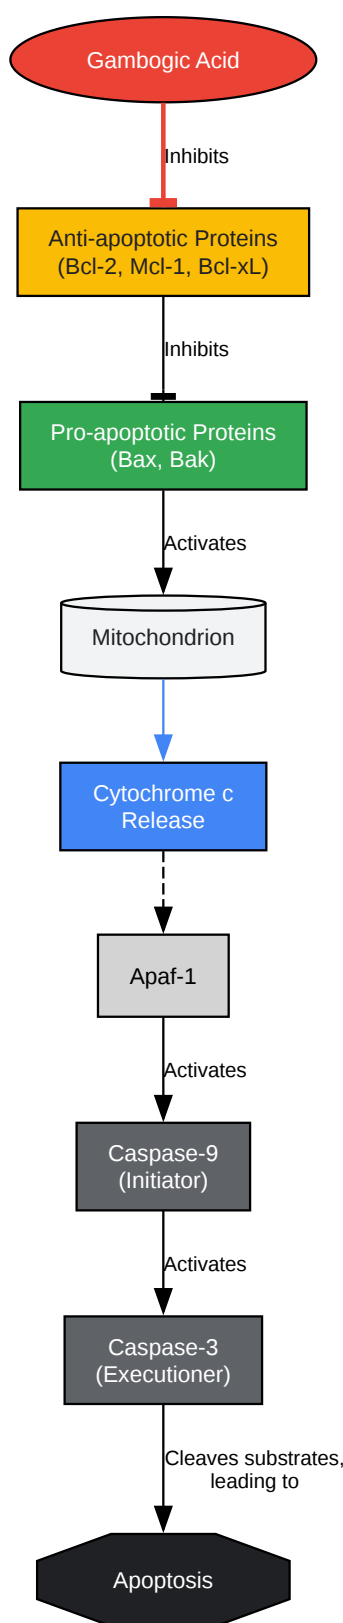 Gambogic Acid
Inhibits
Anti-apoptotic Proteins
(Bcl-2, Mcl-1, Bcl-xL)
Inhibits
Pro-apoptotic Proteins
(Bax, Bak)
Activates
Mitochondrion
Cytochrome c
Release
Apaf-1
Activates
Caspase-9
(Initiator)
Activates
Caspase-3
(Executioner)
Cleaves substrates,
leading to
Apoptosis